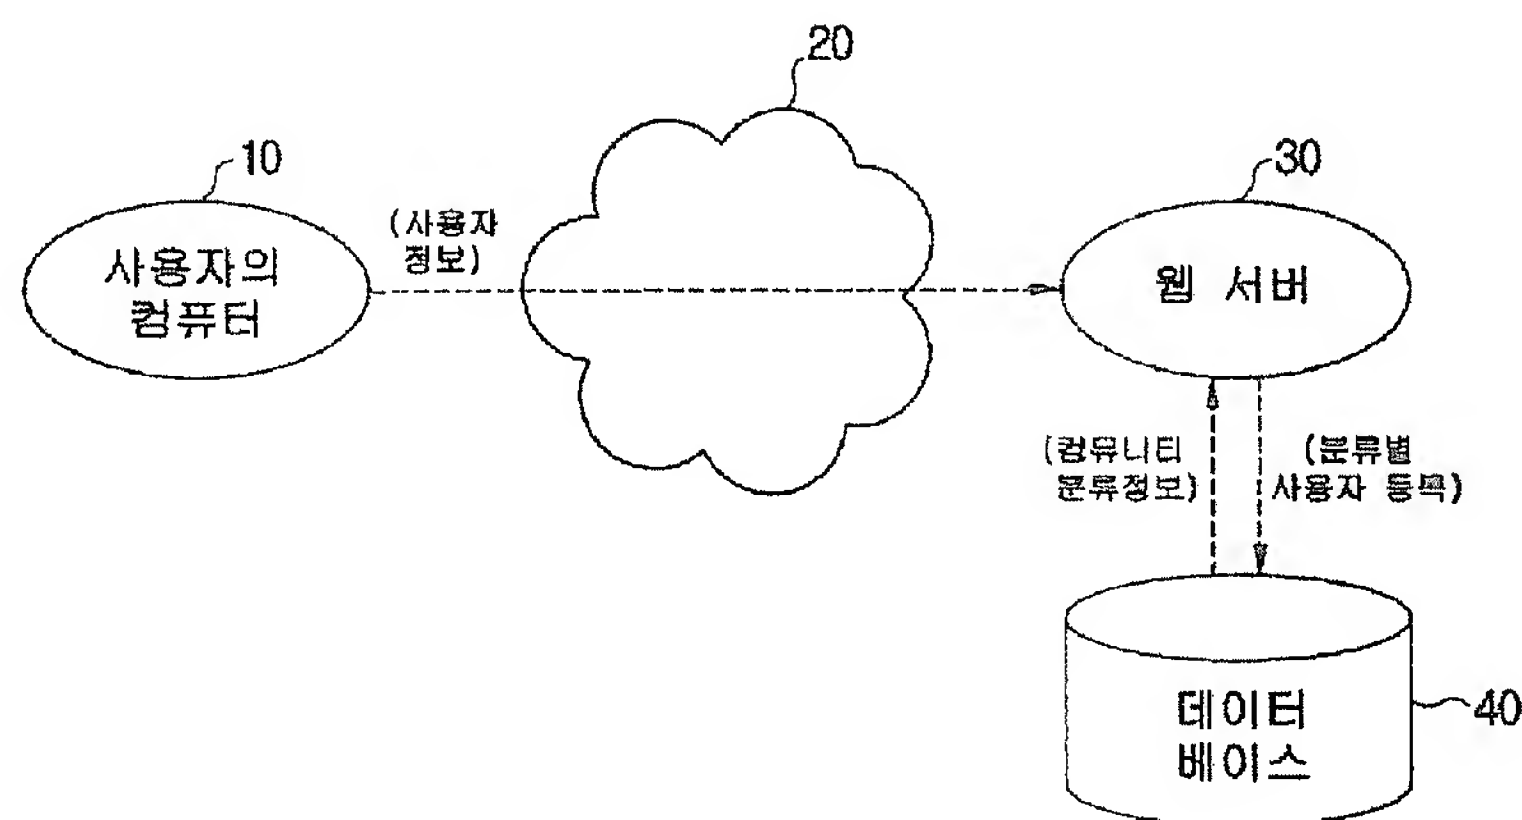 20
10
30
(사용자
정보)
사용자의
컴퓨터
웹 서버
(컴뮤니티
분류정보)
(분류별
사용자 등록)
데이터
베이스
40